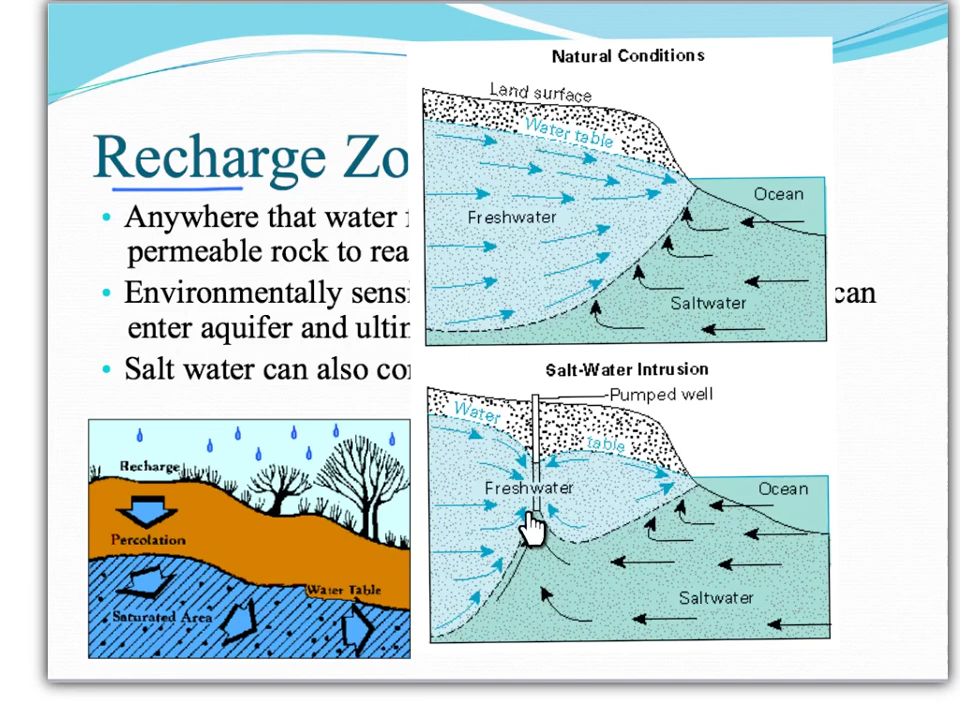 Recharge Zo
Anywhere that water
permeable rock to rea
Environmentally sensi
can
enter aquifer and ultin
Salt water can also co
Natural Conditions
Land surface
Water table
Ocean
Freshwater
Saltwater
Salt-Water Intrusion
Pumped well
Water
table
Freshwater
Ocean
Saltwater
Recharge
Percolation
Water Table
Saturated Area